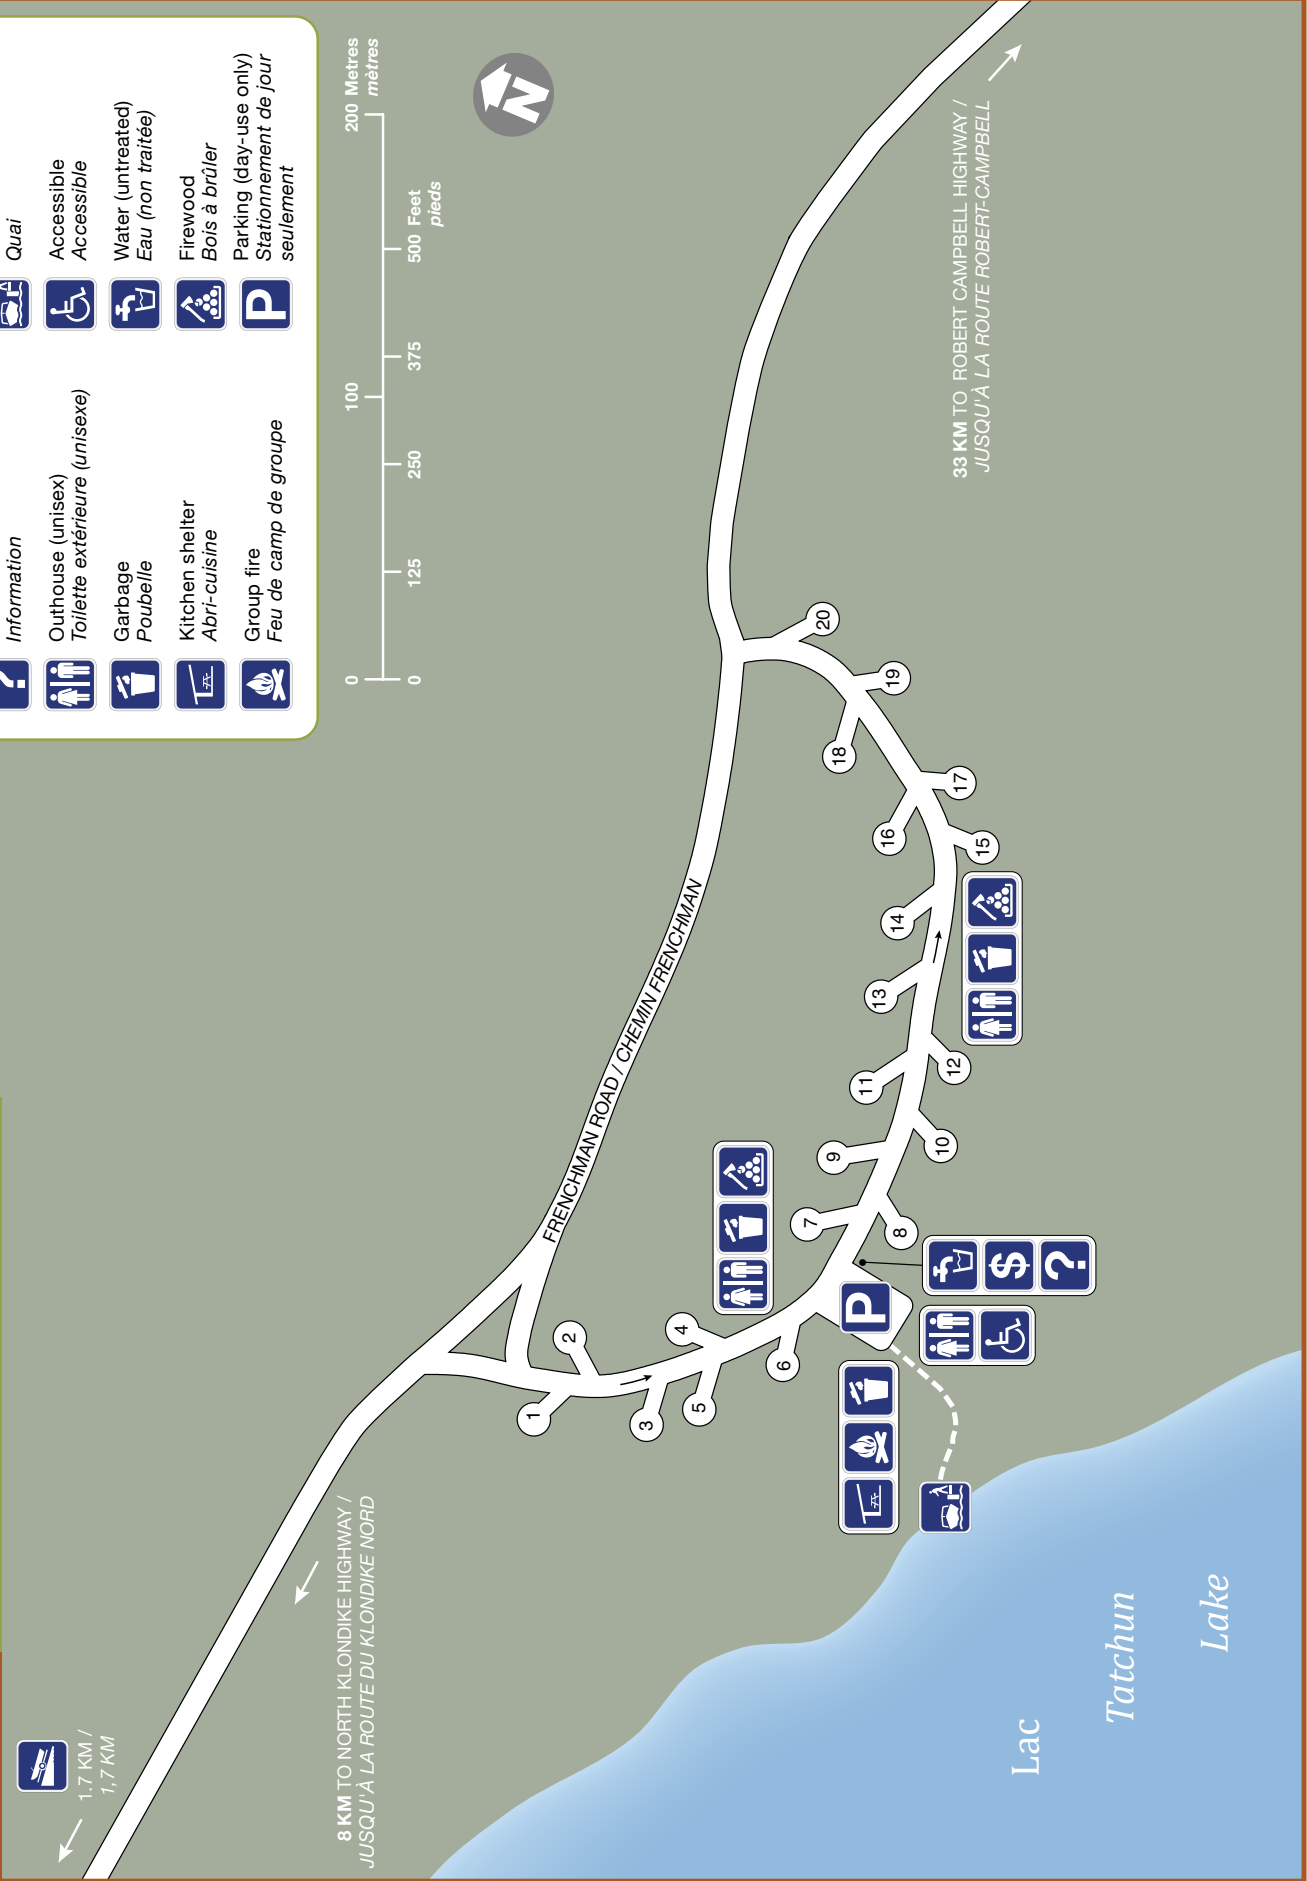 Information
Outhouse (unisex)
Toilette extérieure (unisexe)
Garbage
Poubelle
Kitchen shelter
Abri-cuisine
Group fire
Feu de camp de groupe
Quai
Accessible
Accessible
Water (untreated)
Eau (non traitée)
Firewood
Bois à brûler
Parking (day-use only)
Stationnement de jour
seulement
0 100 200 Metres
mètres
0 125 250 375 500 Feet
pieds
N
1.7 KM /
1,7 KM
8 KM TO NORTH KLONDIKE HIGHWAY /
JUSQU'À LA ROUTE DU KLONDIKE NORD
FRENCHMAN ROAD / CHEMIN FRENCHMAN
33 KM TO ROBERT CAMPBELL HIGHWAY /
JUSQU'À LA ROUTE ROBERT-CAMPBELL
1
2
3
4
5
6
7
8
9
10
11
12
13
14
15
16
17
18
19
20
P
P
$
?
?
Lac
Tatchun
Lake